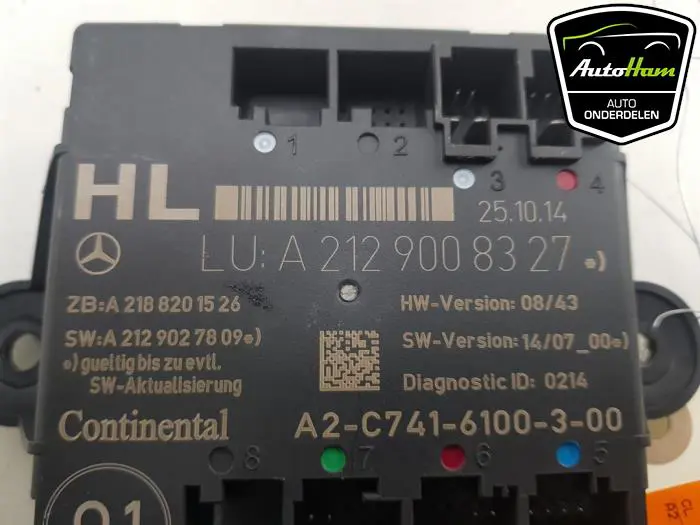 AutoHam
AUTO
ONDERDELEN
1 2 3 4
HL
25.10.14
LU: A 212 900 83 27 *)
ZB:A 218 820 15 26
HW-Version: 08/43
SW:A 212 902 78 09*)
SW-Version: 14/07_00*)
*) gueltig bis zu evtl.
SW-Aktualisierung
Diagnostic ID: 0214
Continental
A2-C741-6100-3-00
8 7 6 5
01